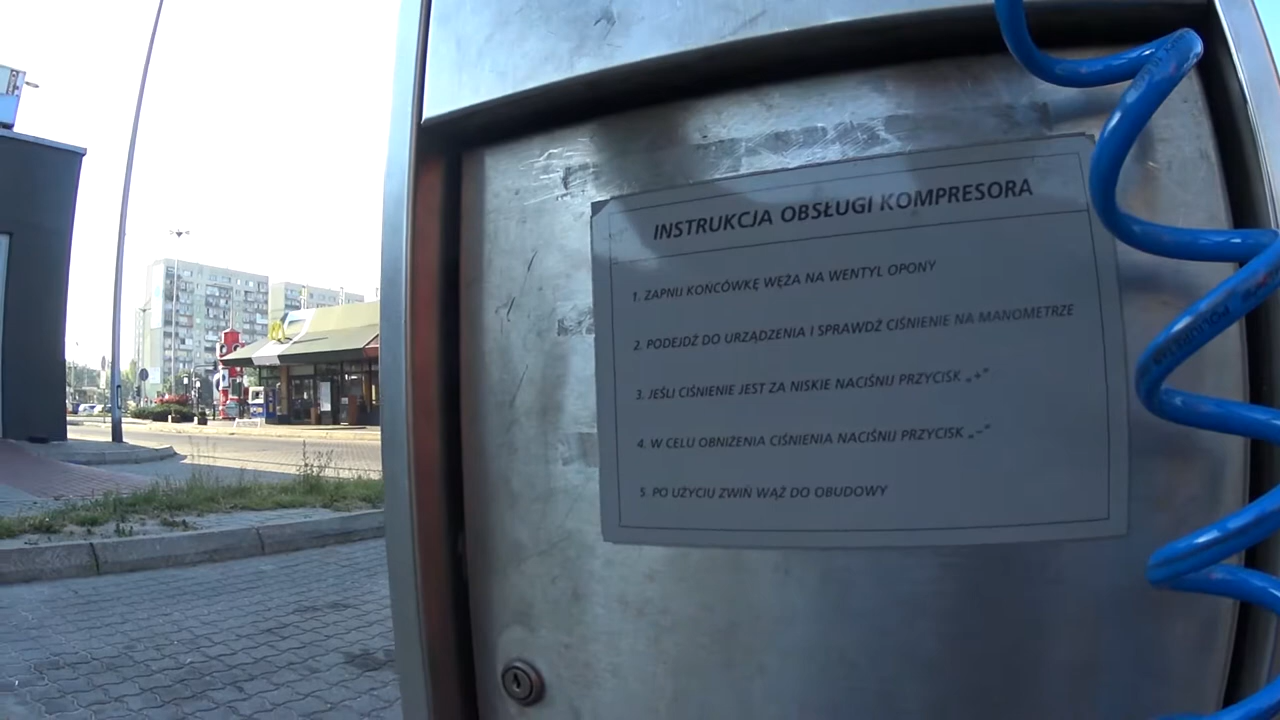 INSTRUKCJA OBSŁUGI KOMPRESORA
1. ZAPNIJ KOŃCÓWKĘ WĘŻA NA WENTYL OPONY
2. PODEJDŹ DO URZĄDZENIA I SPRAWDŹ CIŚNIENIE NA MANOMETRZE
3. JEŚLI CIŚNIENIE JEST ZA NISKIE NACIŚNIJ PRZYCISK „+”
4. W CELU OBNIŻENIA CIŚNIENIA NACIŚNIJ PRZYCISK „-”
5 PO UŻYCIU ZWIŃ WĄŻ DO OBUDOWY